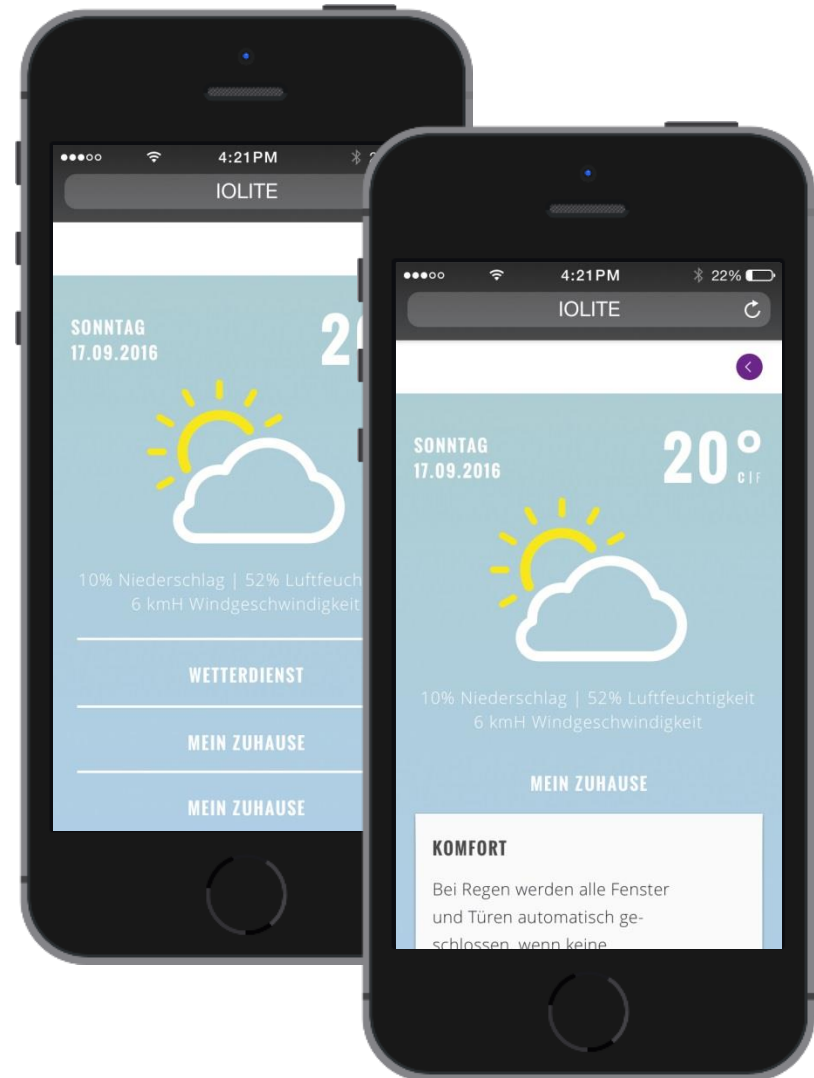 4:21PM
IOLITE
SONNTAG
17.09.2016
10% Niederschlag | 52%
6 kmH Windgeschwindigkeit
WETTERDIENST
MEIN ZUHAUSE
MEIN ZUHAUSE
4:21PM 22%
IOLITE
SONNTAG
17.09.2016
20°
C|F
10% Niederschlag | 52% Luftfeuchtigkeit
6 kmH Windgeschwindigkeit
MEIN ZUHAUSE
KOMFORT
Bei Regen werden alle Fenster
und Türen automatisch ge-
schlossen, wenn keine